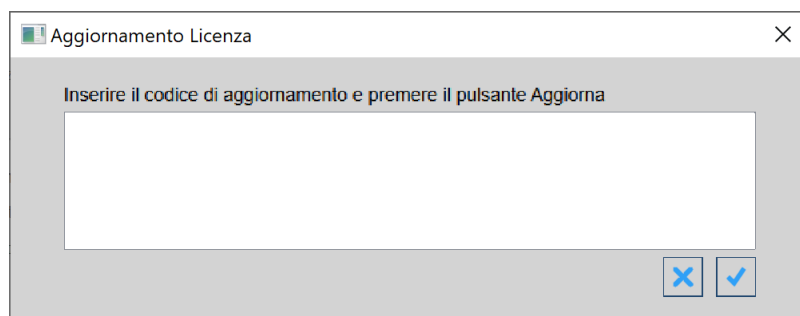 Aggiornamento Licenza
Inserire il codice di aggiornamento e premere il pulsante Aggiorna